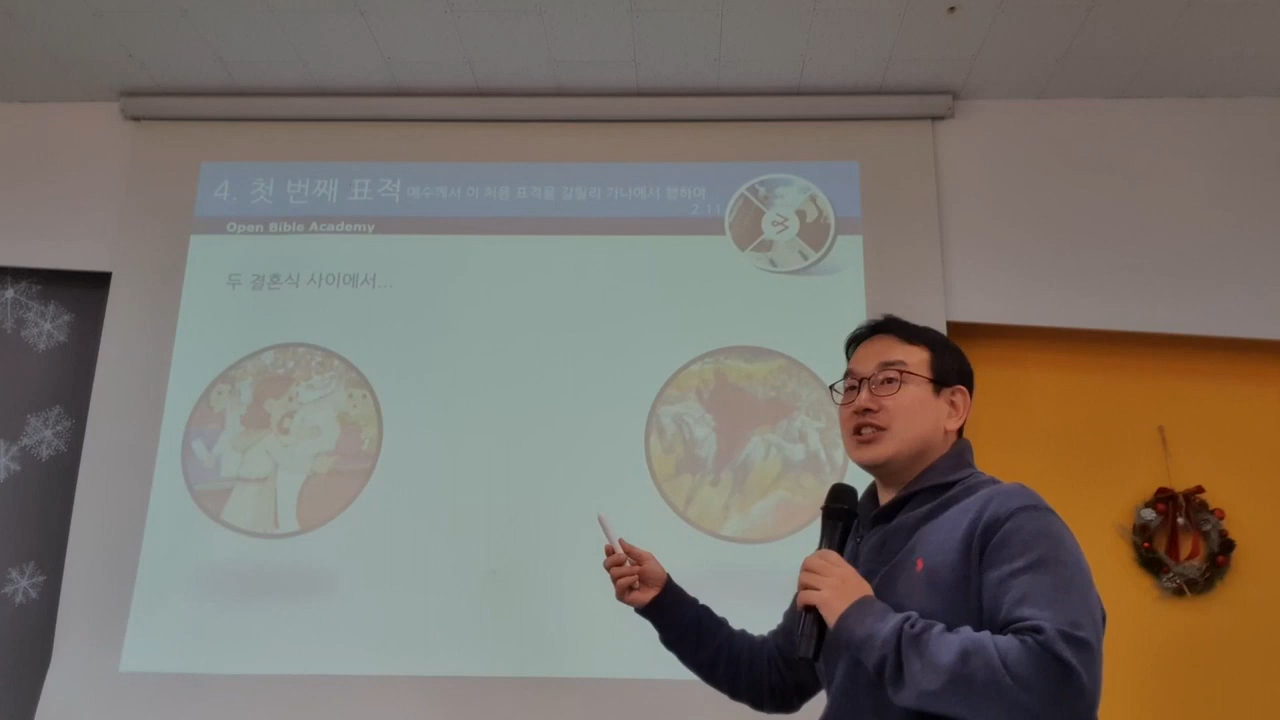 4. 첫 번째 표적 예수께서 이 처음 표적을 갈릴리 가나에서 행하여
2:11
Open Bible Academy
두 결혼식 사이에서...